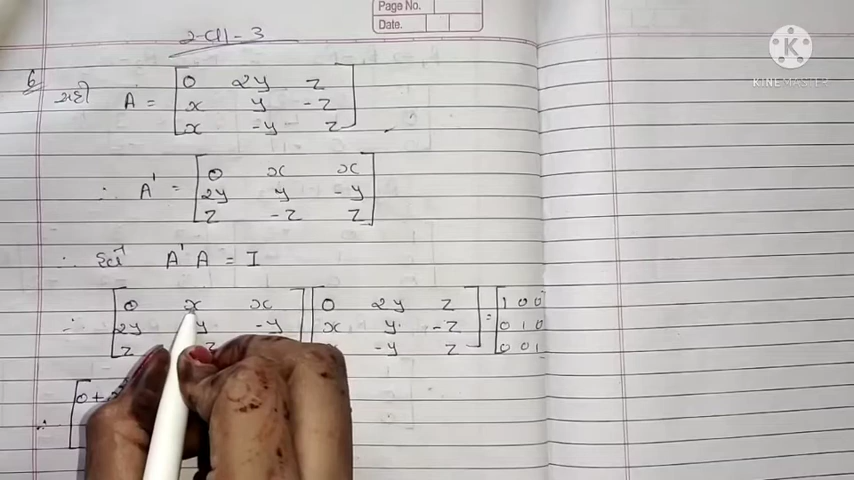 Page No.
Date.
6 અહીં A = [0 2y z
x y -z
x -y z]
∴ A' = [0 x x
2y y -y
z -z z]
∴ હવે A'A = I
∴ [0 x x [0 2y z = [1 0 0
2y y -y] x y -z 0 1 0
z -y z] 0 0 1]
∴ [0 +
K
KINEMASTER